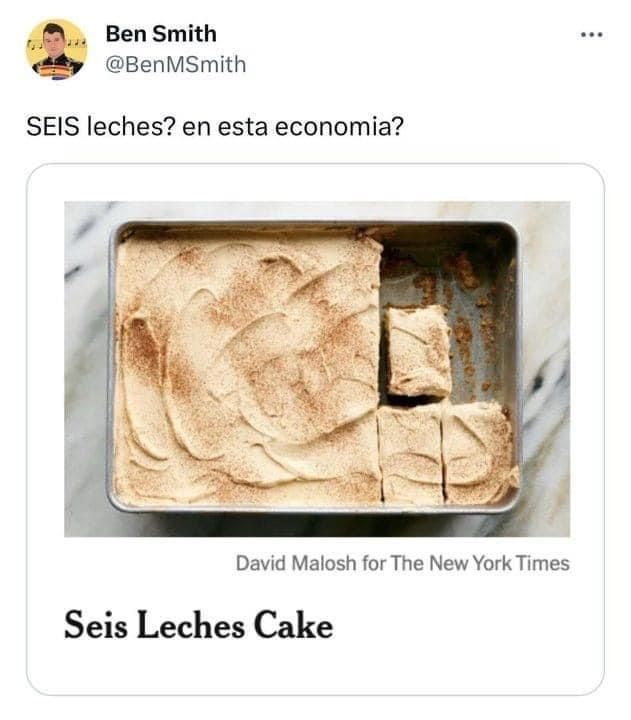 Ben Smith
@BenMSmith
SEIS leches? en esta economia?
David Malosh for The New York Times
Seis Leches Cake